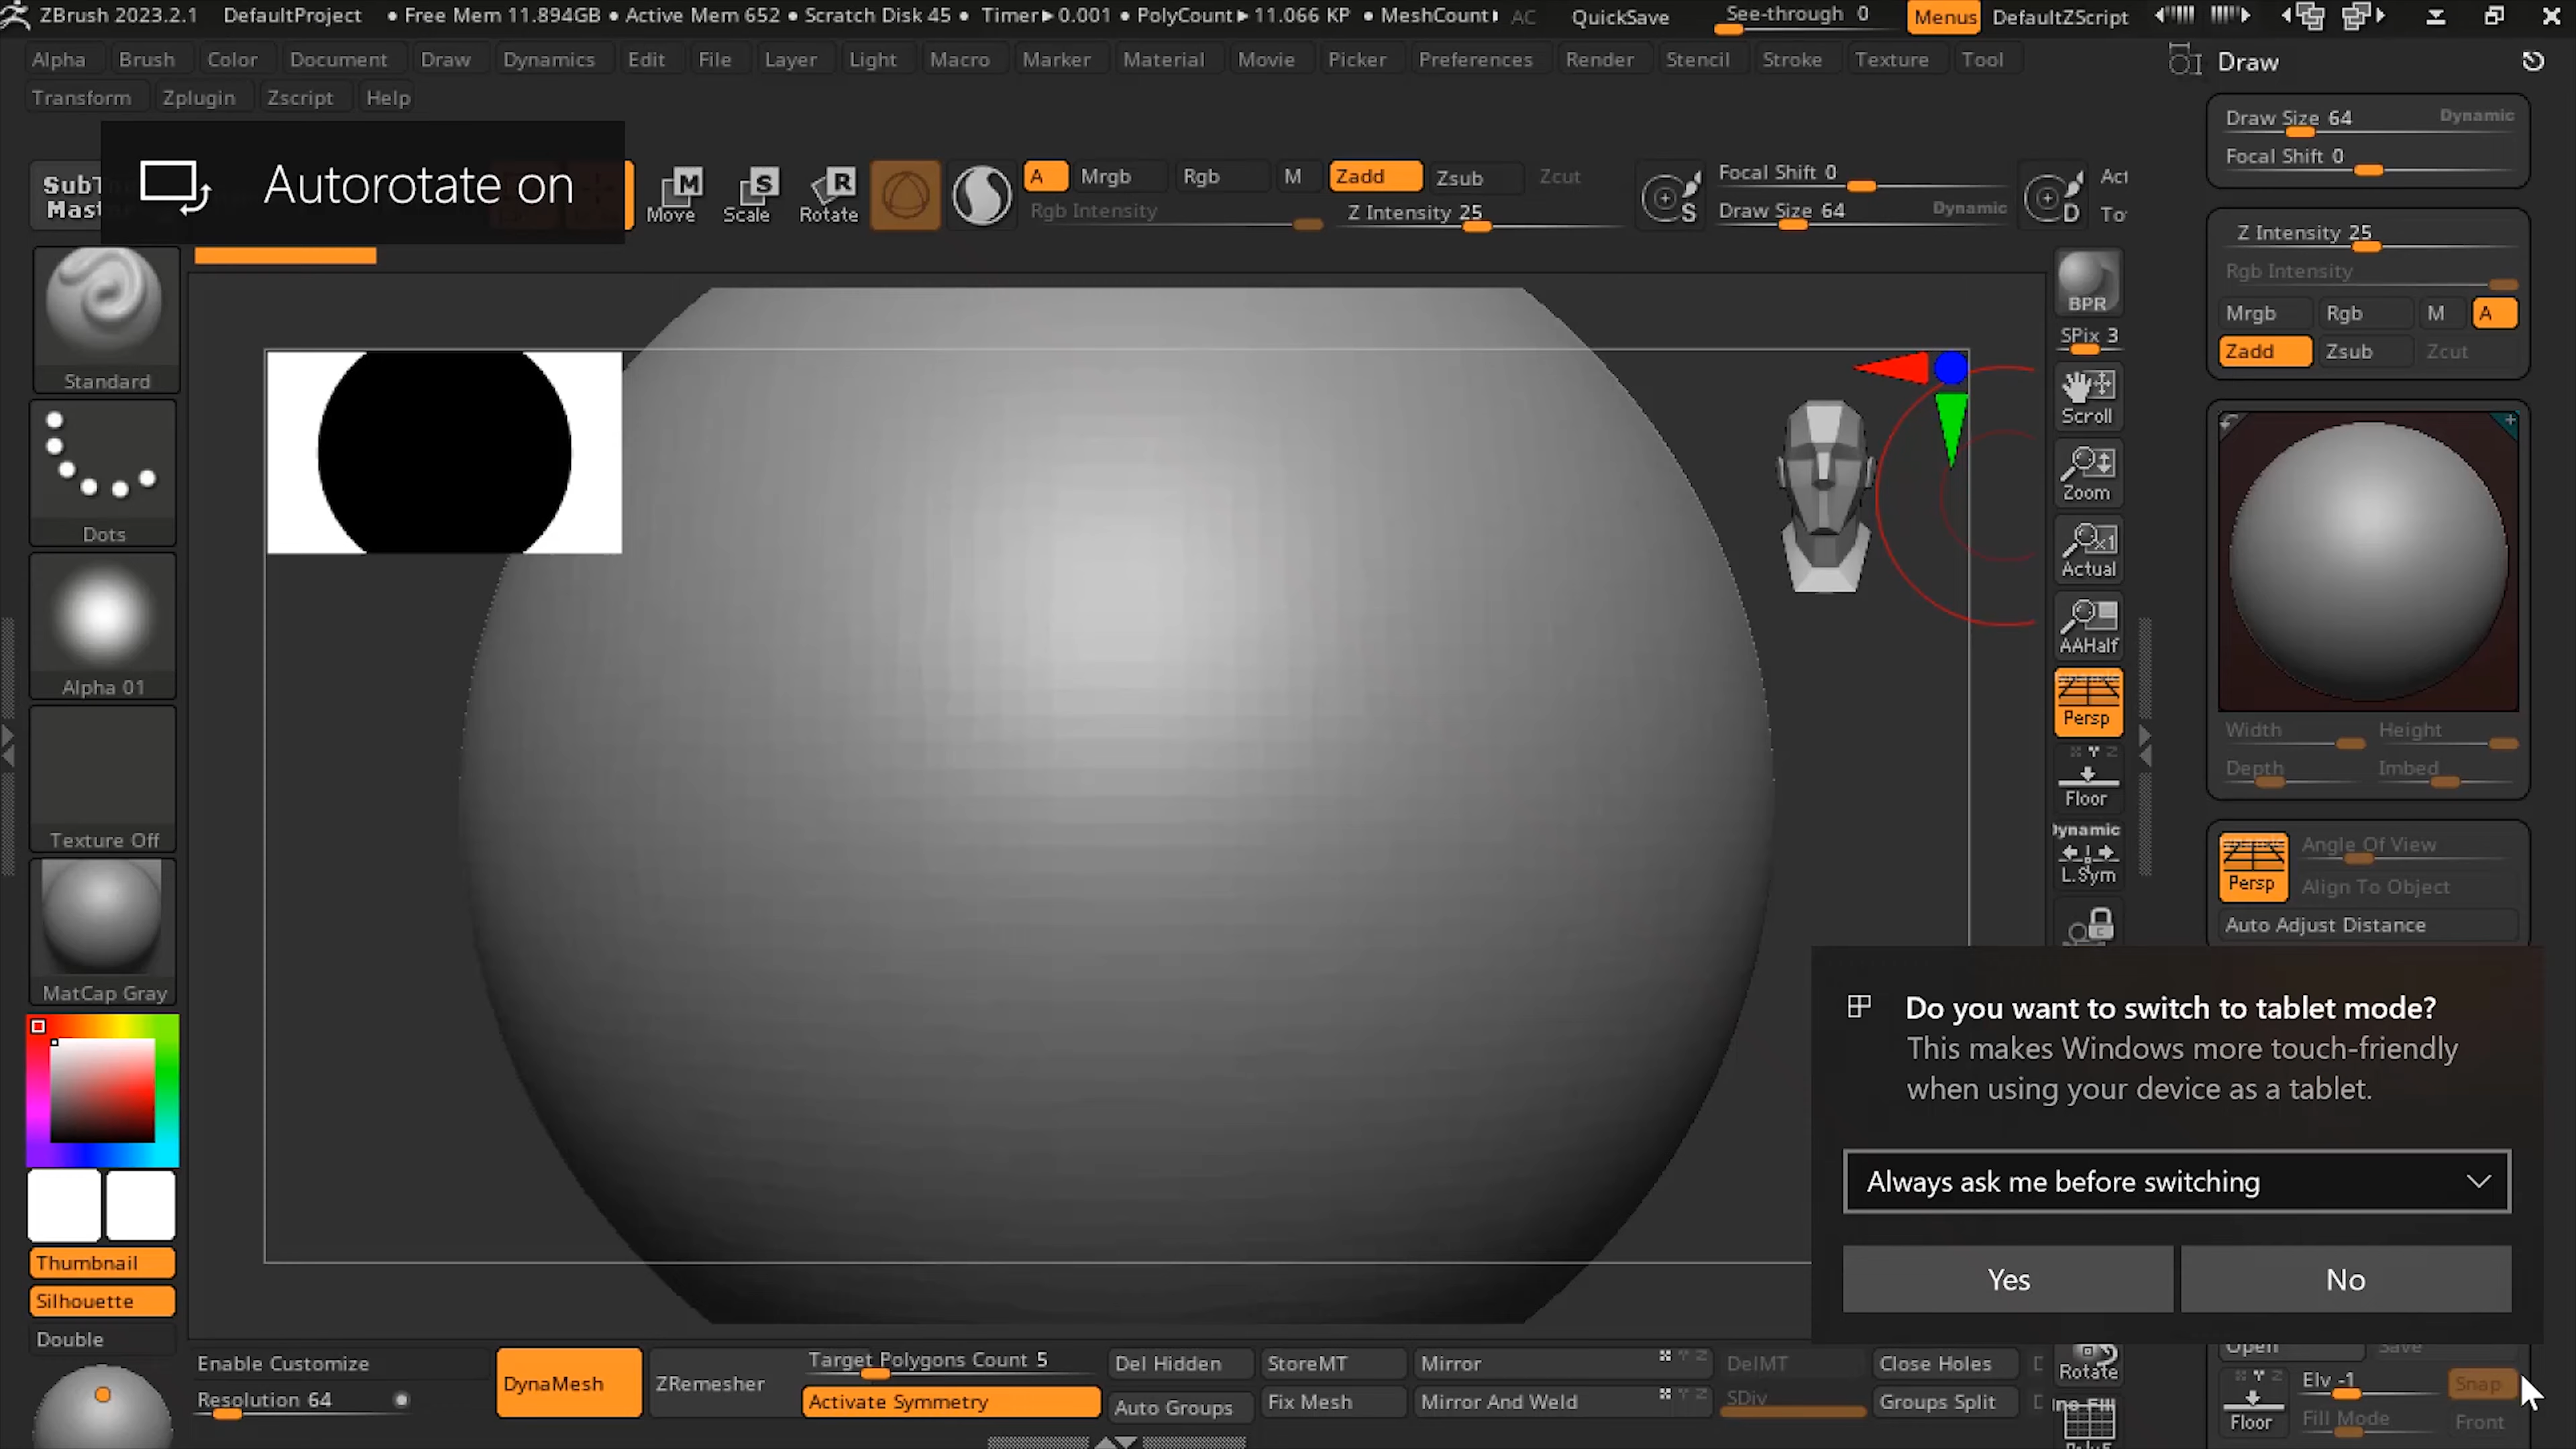 ZBrush 2023.2.1 DefaultProject • Free Mem 11.894GB • Active Mem 652 • Scratch Disk 45 • Timer▶0.001 • PolyCount▶11.066 KP • MeshCount AC QuickSave See-through 0 Menus DefaultZScript
Alpha Brush Color Document Draw Dynamics Edit File Layer Light Macro Marker Material Movie Picker Preferences Render Stencil Stroke Texture Tool
Transform Zplugin Zscript Help
Autorotate on
Move
M
Scale
S
Rotate
R
A Mrgb Rgb M Zadd Zsub Zcut
Rgb Intensity Z Intensity 25
S
Focal Shift 0
Draw Size 64 Dynamic
D
Standard
Dots
Alpha 01
Texture Off
MatCap Gray
Thumbnail
Silhouette
Double
BPR
SPix 3
Scroll
Zoom
x1
Actual
AAHalf
Persp
X Y Z
Floor
Dynamic
L.Sym
Rotate
Draw
Draw Size 64 Dynamic
Focal Shift 0
Z Intensity 25
Rgb Intensity
Mrgb Rgb M A
Zadd Zsub Zcut
Width Height
Depth Imbed
Persp
Angle Of View
Align To Object
Auto Adjust Distance
Do you want to switch to tablet mode?
This makes Windows more touch-friendly
when using your device as a tablet.
Always ask me before switching
Yes No
Open Save
X Y Z
Floor
Elv -1 Snap
Fill Mode Front
Enable Customize
Resolution 64
DynaMesh
ZRemesher
Target Polygons Count 5
Activate Symmetry
Del Hidden
Auto Groups
StoreMT
Fix Mesh
Mirror X Y Z
Mirror And Weld X Y Z
DelMT
SDiv
Close Holes
Groups Split